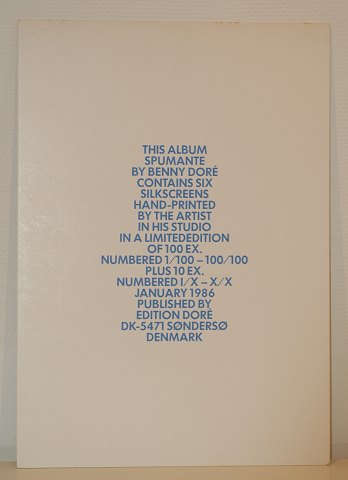 THIS ALBUM
SPUMANTE
BY BENNY DORÉ
CONTAINS SIX
SILKSCREENS
HAND-PRINTED
BY THE ARTIST
IN HIS STUDIO
IN A LIMITEDEDITION
OF 100 EX.
NUMBERED 1/100 – 100/100
PLUS 10 EX.
NUMBERED I/X – X/X
JANUARY 1986
PUBLISHED BY
EDITION DORÉ
DK-5471 SØNDERSØ
DENMARK